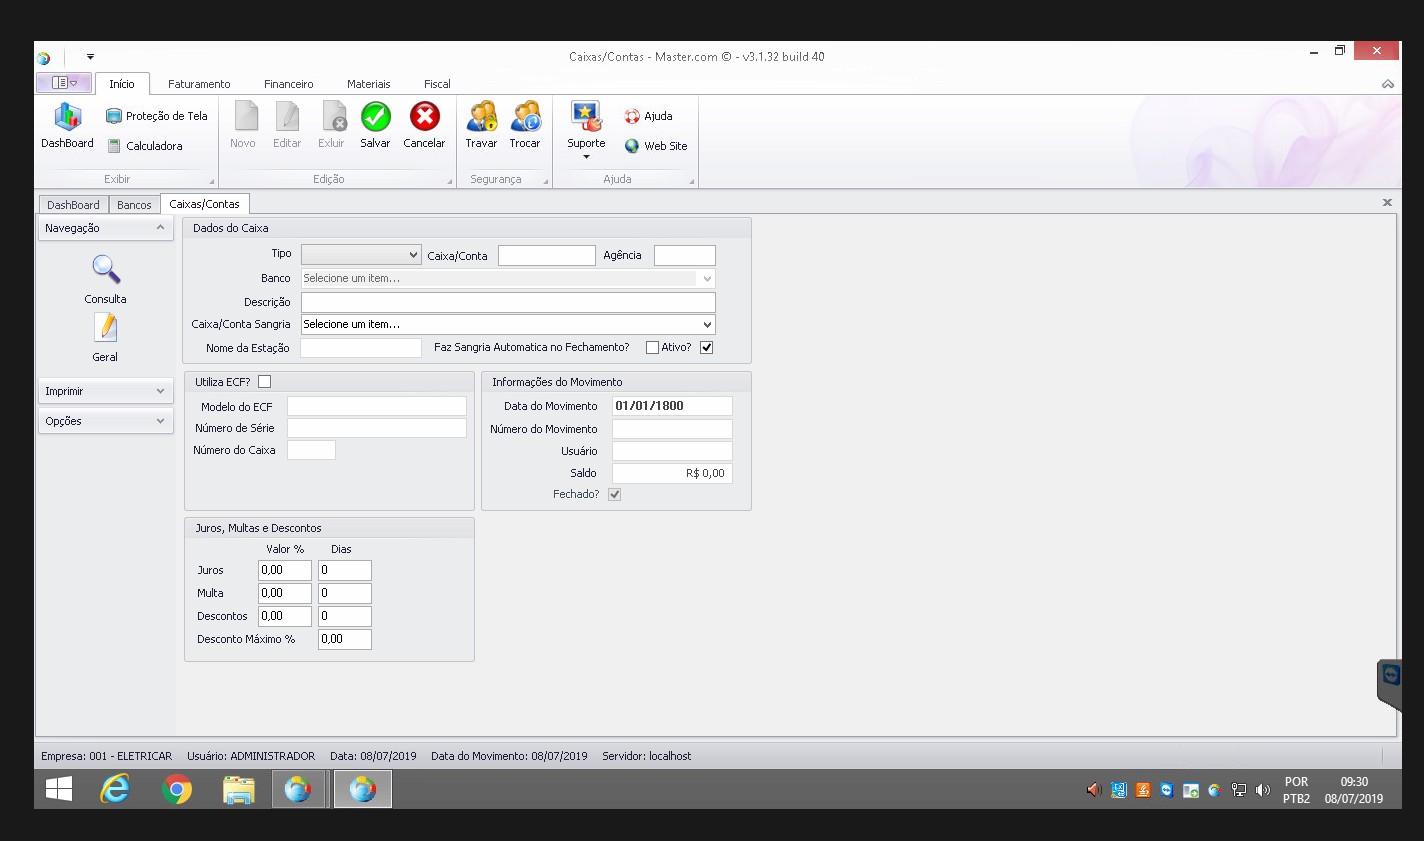 Caixas/Contas - Master.com © - v3.1.32 build 40
Início Faturamento Financeiro Materiais Fiscal
DashBoard
Proteção de Tela
Calculadora
Exibir
Novo Editar Exluir Salvar Cancelar
Edição
Travar Trocar
Segurança
Suporte
Ajuda
Web Site
Ajuda
DashBoard Bancos Caixas/Contas
Navegação
Consulta
Geral
Imprimir
Opções
Dados do Caixa
Tipo Caixa/Conta Agência
Banco Selecione um item...
Descrição
Caixa/Conta Sangria Selecione um item...
Nome da Estação Faz Sangria Automatica no Fechamento? Ativo?
Utiliza ECF?
Modelo do ECF
Número de Série
Número do Caixa
Informações do Movimento
Data do Movimento 01/01/1800
Número do Movimento
Usuário
Saldo R$ 0,00
Fechado?
Juros, Multas e Descontos
Valor % Dias
Juros 0,00 0
Multa 0,00 0
Descontos 0,00 0
Desconto Máximo % 0,00
Empresa: 001 - ELETRICAR Usuário: ADMINISTRADOR Data: 08/07/2019 Data do Movimento: 08/07/2019 Servidor: localhost
POR 09:30
PTB2 08/07/2019